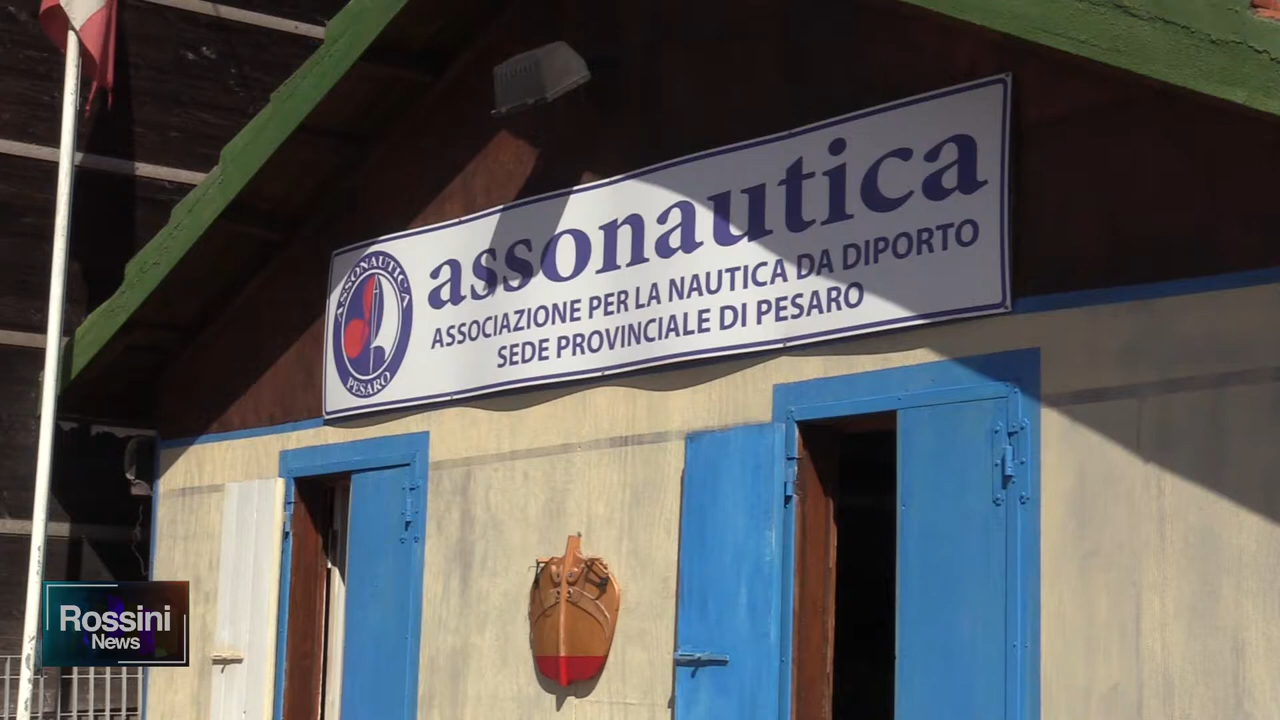 assonautica
ASSOCIAZIONE PER LA NAUTICA DA DIPORTO
SEDE PROVINCIALE DI PESARO
ASSONAUTICA
PESARO
Rossini
News